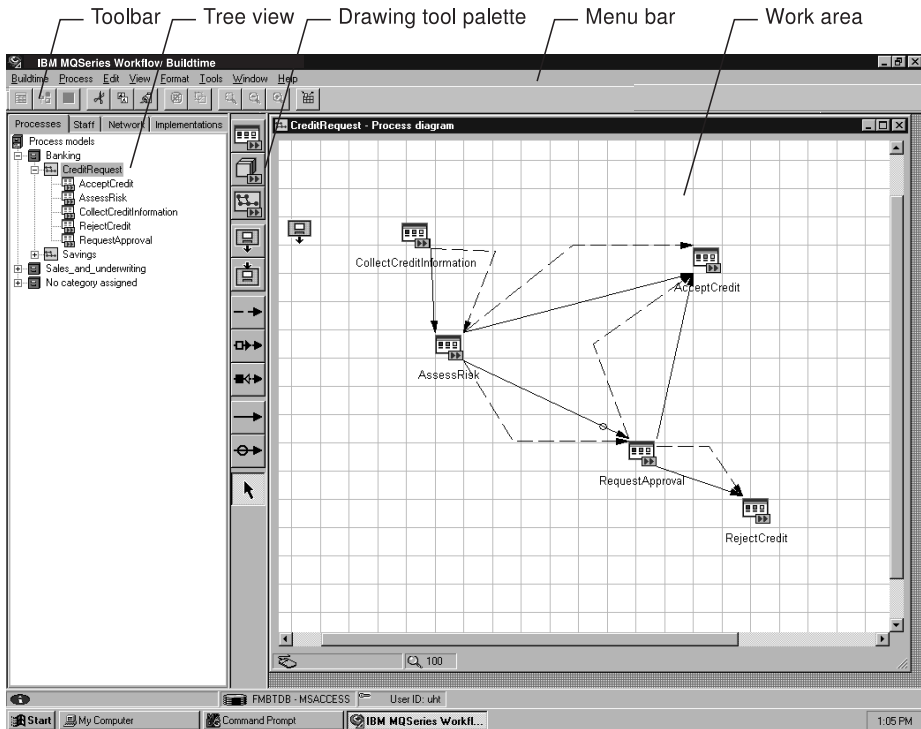 Toolbar
Tree view
Drawing tool palette
Menu bar
Work area
IBM MQSeries Workflow Buildtime
Buildtime Process Edit View Format Tools Window Help
Processes Staff Network Implementations
Process models
Banking
CreditRequest
AcceptCredit
AssessRisk
CollectCreditInformation
RejectCredit
RequestApproval
Savings
Sales_and_underwriting
No category assigned
CreditRequest - Process diagram
CollectCreditInformation
AcceptCredit
AssessRisk
RequestApproval
RejectCredit
100
FMBTDB - MSACCESS
User ID: uht
Start
My Computer
Command Prompt
IBM MQSeries Workfl...
1:05 PM